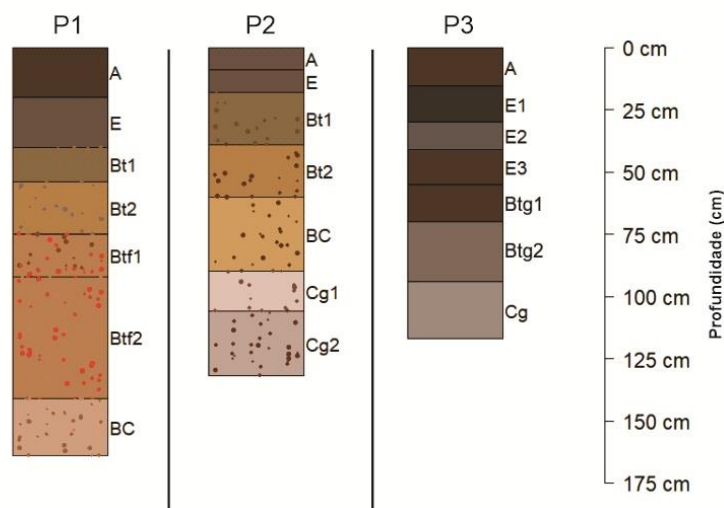 P1
A
E
Bt1
Bt2
Btf1
Btf2
BC
P2
A
E
Bt1
Bt2
BC
Cg1
Cg2
P3
A
E1
E2
E3
Btg1
Btg2
Cg
0 cm
25 cm
50 cm
75 cm
100 cm
125 cm
150 cm
175 cm
Profundidade (cm)